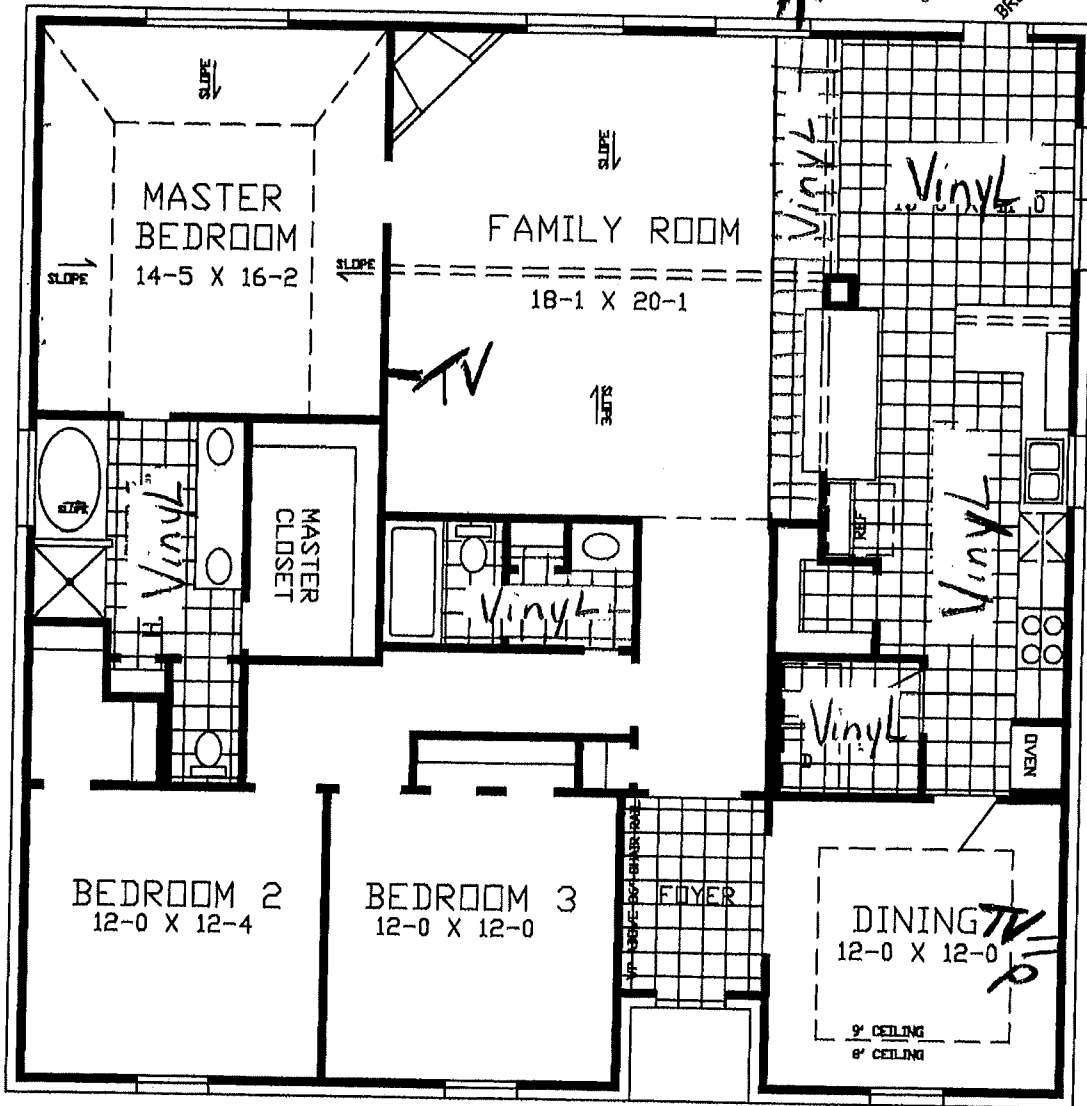 SLOPE
MASTER
BEDROOM
14-5 X 16-2
SLOPE
SLOPE
SLOPE
FAMILY ROOM
18-1 X 20-1
SLOPE
TV
Vinyl
Vinyl
Vinyl
REF
OVEN
SLOPE
Vinyl
MASTER
CLOSET
Vinyl
Vinyl
BEDROOM 2
12-0 X 12-4
BEDROOM 3
12-0 X 12-0
FOYER
DINING
12-0 X 12-0
TV
9' CEILING
8' CEILING